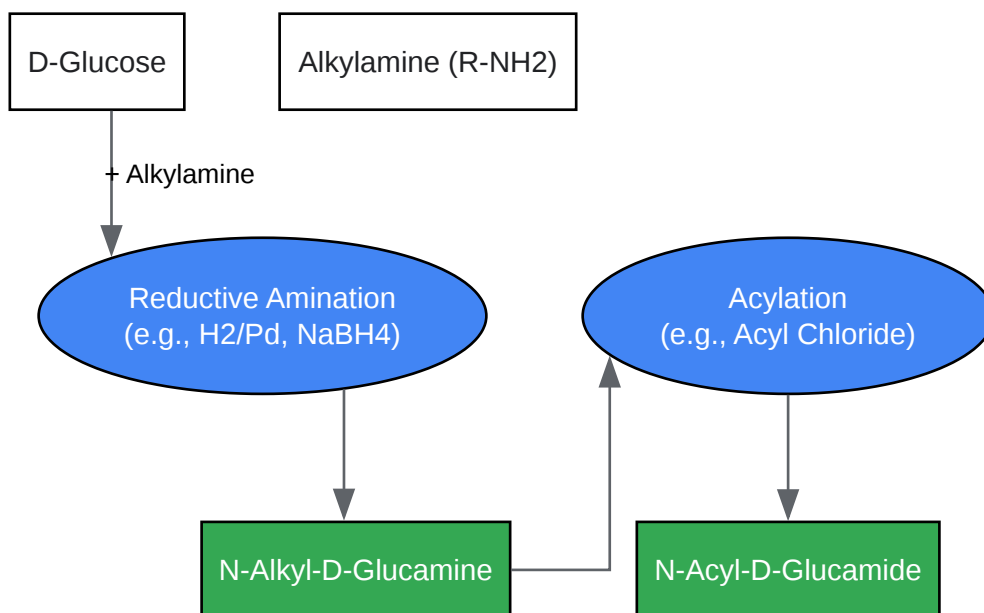 D-Glucose
Alkylamine (R-NH2)
+ Alkylamine
Reductive Amination
(e.g., H2/Pd, NaBH4)
Acylation
(e.g., Acyl Chloride)
N-Alkyl-D-Glucamine
N-Acyl-D-Glucamide